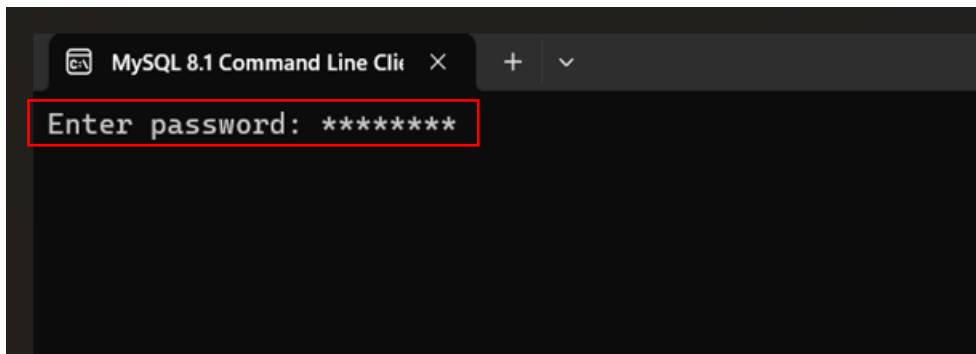 MySQL 8.1 Command Line Clie
Enter password: ********